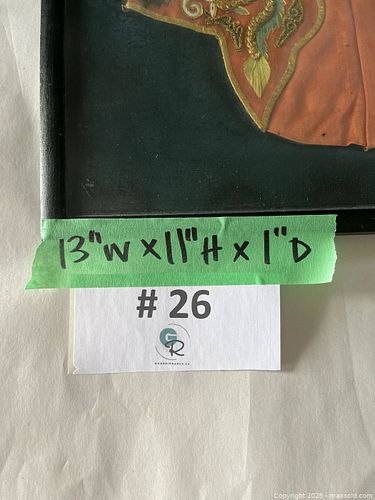 13"W x 11"H x 1"D
# 26
GR
Copyright 2025 - maxsold.com